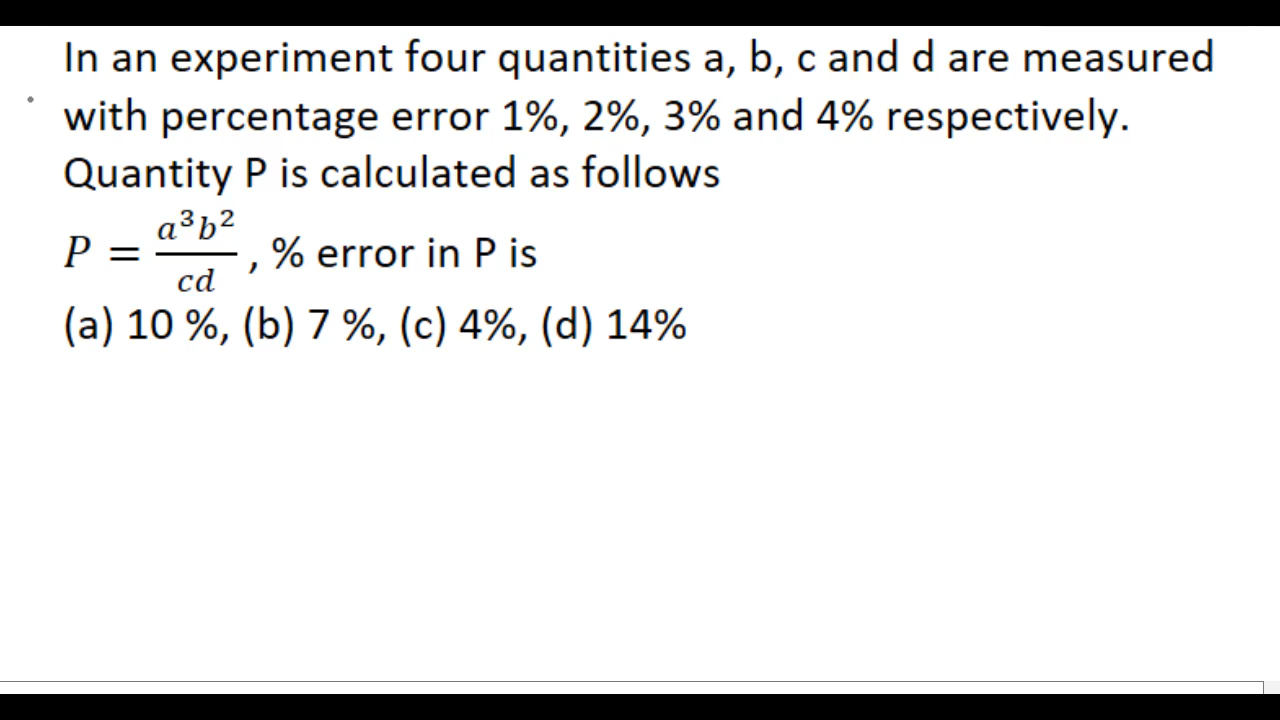 In an experiment four quantities a, b, c and d are measured
with percentage error 1%, 2%, 3% and 4% respectively.
Quantity P is calculated as follows
P = a³b²/cd , % error in P is
(a) 10 %, (b) 7 %, (c) 4%, (d) 14%